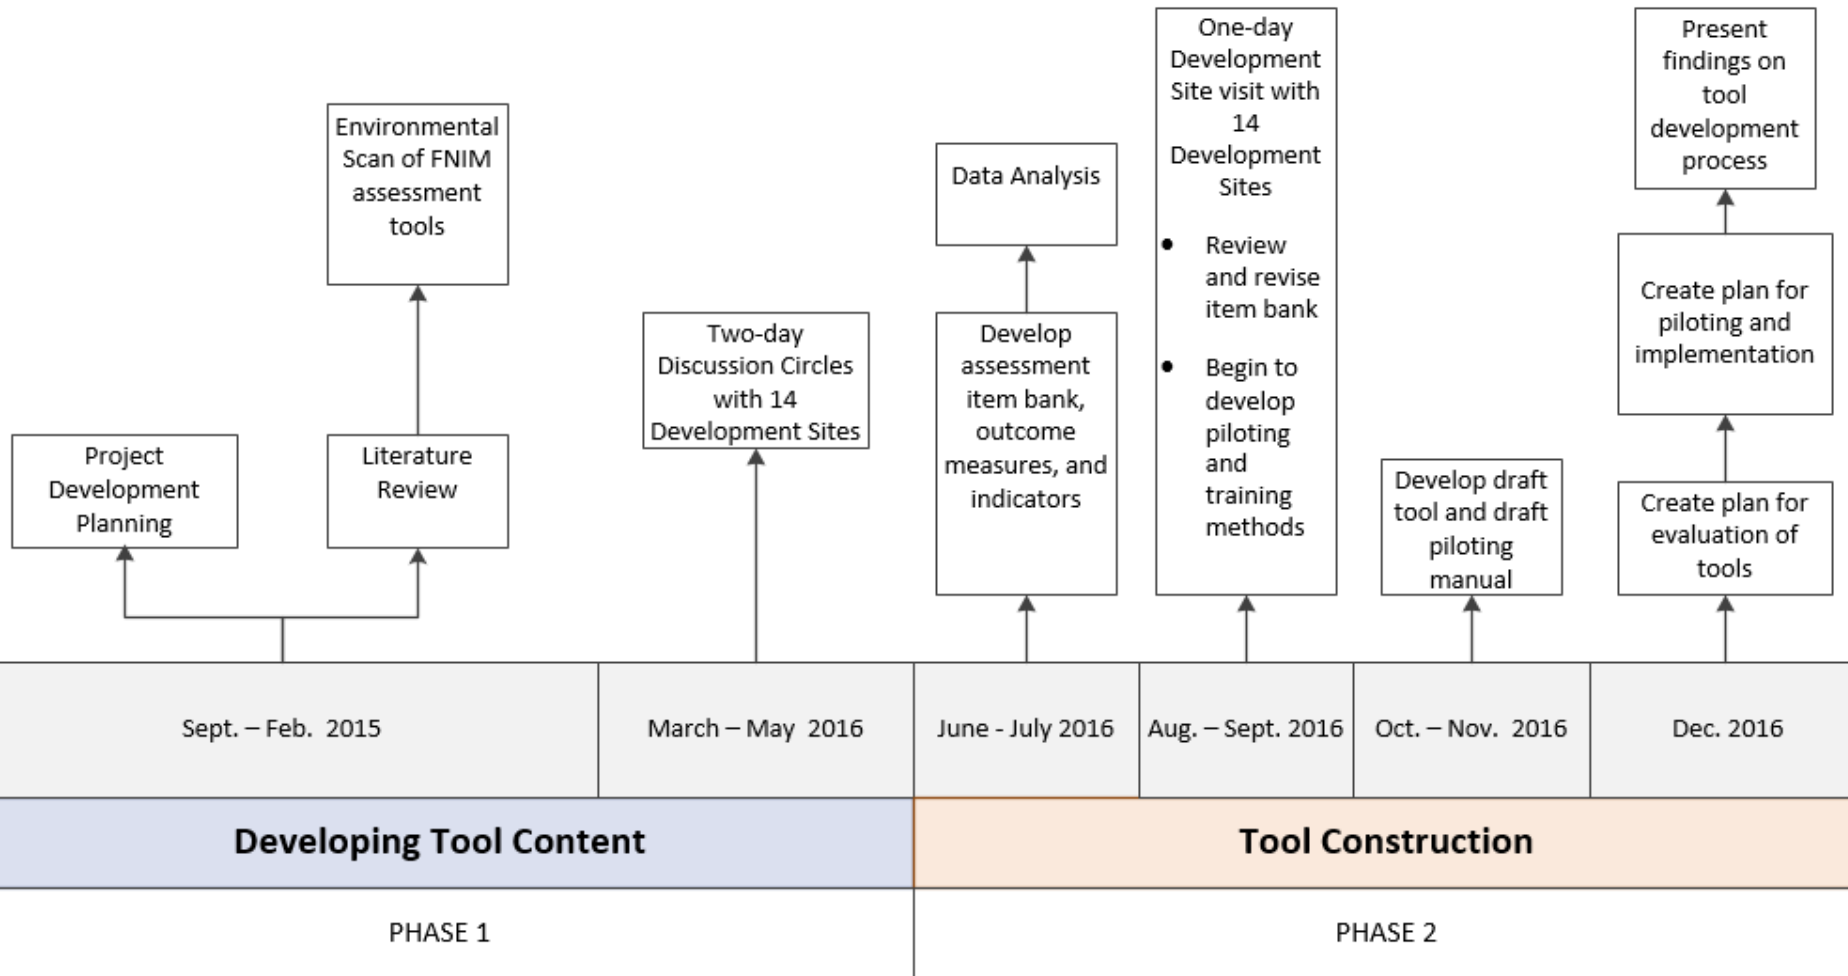 Project
Development
Planning
Environmental
Scan of FNIM
assessment
tools
Literature
Review
Two-day
Discussion Circles
with 14
Development Sites
Data Analysis
Develop
assessment
item bank,
outcome
measures, and
indicators
One-day
Development
Site visit with
14
Development
Sites
• Review
and revise
item bank
• Begin to
develop
piloting
and
training
methods
Develop draft
tool and draft
piloting
manual
Present
findings on
tool
development
process
Create plan for
piloting and
implementation
Create plan for
evaluation of
tools
Sept. – Feb. 2015
March – May 2016
June - July 2016
Aug. – Sept. 2016
Oct. – Nov. 2016
Dec. 2016
Developing Tool Content
Tool Construction
PHASE 1
PHASE 2